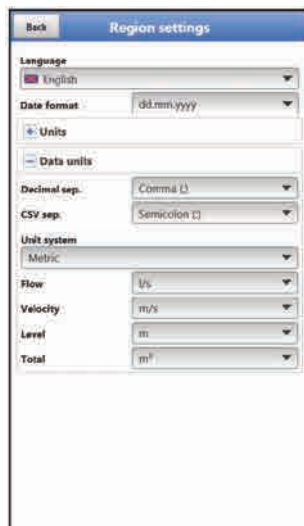 Back Region settings
Language
English
Date format dd.mm.yyyy
Units
Data units
Decimal sep. Comma (,)
CSV sep. Semicolon (;)
Unit system
Metric
Flow l/s
Velocity m/s
Level m
Total m³